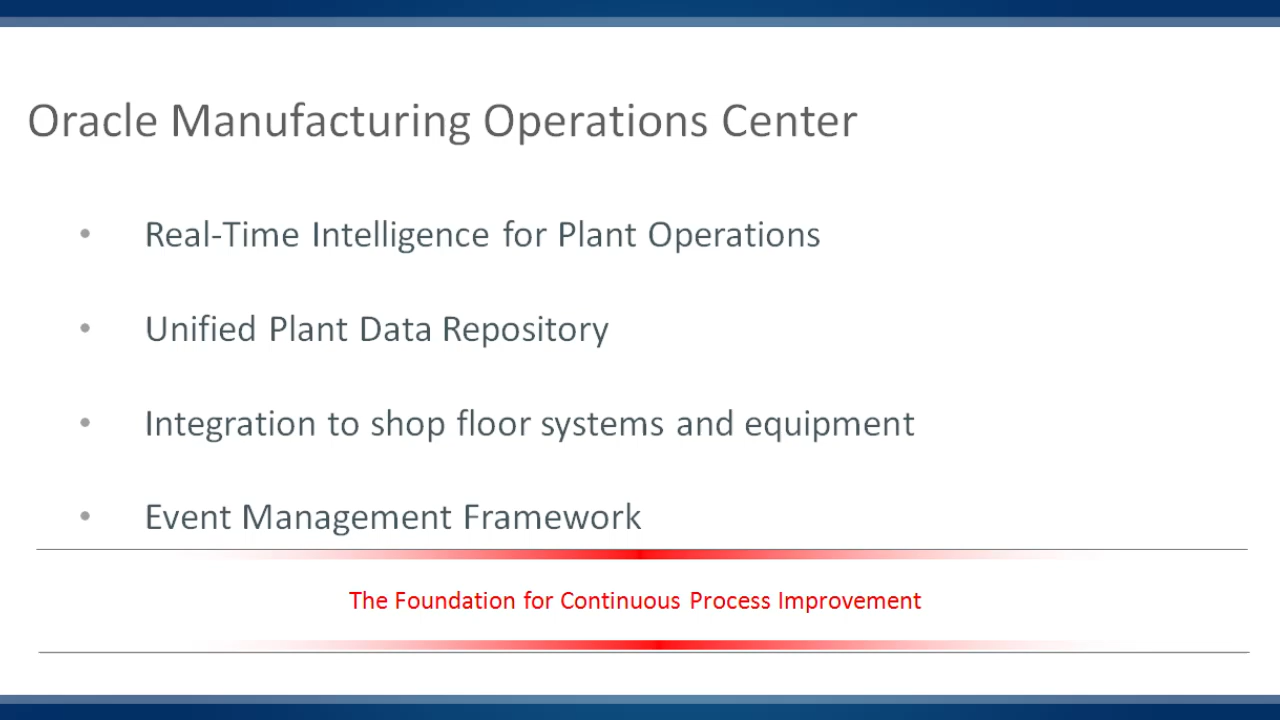 Oracle Manufacturing Operations Center
• Real-Time Intelligence for Plant Operations
• Unified Plant Data Repository
• Integration to shop floor systems and equipment
• Event Management Framework
The Foundation for Continuous Process Improvement